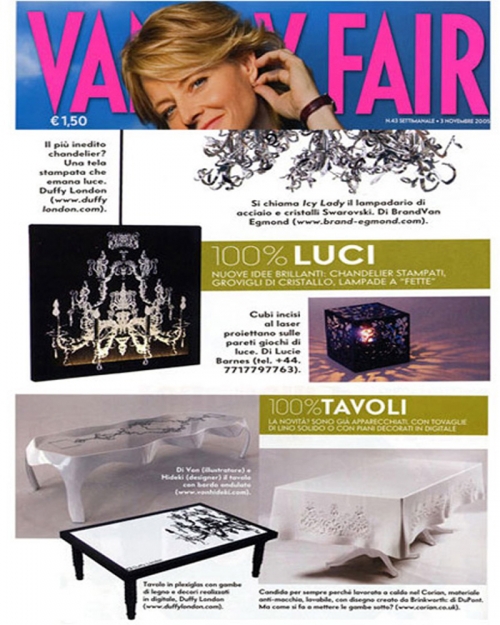 VANITY FAIR
€ 1,50
N 43 SETTIMANALE • 3 NOVEMBRE 2005
Il più inedito
chandelier?
Una tela
stampata che
emana luce.
Duffy London
(www.duffy
london.com).
Si chiama Icy Lady il lampadario di
acciaio e cristalli Swarovski. Di BrandVan
Egmond (www.brand-egmond.com).
100% LUCI
NUOVE IDEE BRILLANTI: CHANDELIER STAMPATI,
GROVIGLI DI CRISTALLO, LAMPADE A "FETTE"
Cubi incisi
al laser
proiettano sulle
pareti giochi di
luce. Di Lucie
Barnes (tel. +44.
7717797763).
100% TAVOLI
LA NOVITÀ? SONO GIÀ APPARECCHIATI, CON TOVAGLIE
DI LINO SOLIDO O CON PIANI DECORATI IN DIGITALE
Di Von (illustratore) e
Hideki (designer) il tavolo
con bordo ondulato
(www.vonhideki.com).
Tavolo in plexiglas con gambe
di legno e decori realizzati
in digitale, Duffy London
(www.duffylondon.com).
Candida per sempre perché lavorata a caldo nel Corian, materiale
anti-macchia, lavabile, con disegno creato da Brinkworth: di DuPont.
Ma come si fa a mettere le gambe sotto? (www.corian.co.uk).